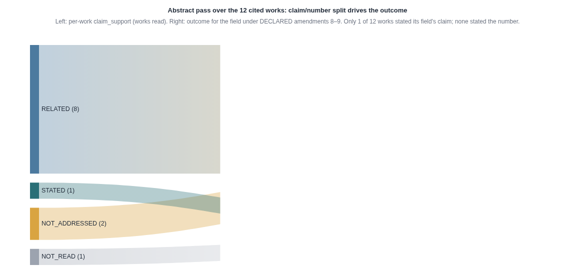 Abstract pass over the 12 cited works: claim/number split drives the outcome
Left: per-work claim_support (works read). Right: outcome for the field under DECLARED amendments 8–9. Only 1 of 12 works stated its field's claim; none stated the number.
RELATED (8)
STATED (1)
NOT_ADDRESSED (2)
NOT_READ (1)